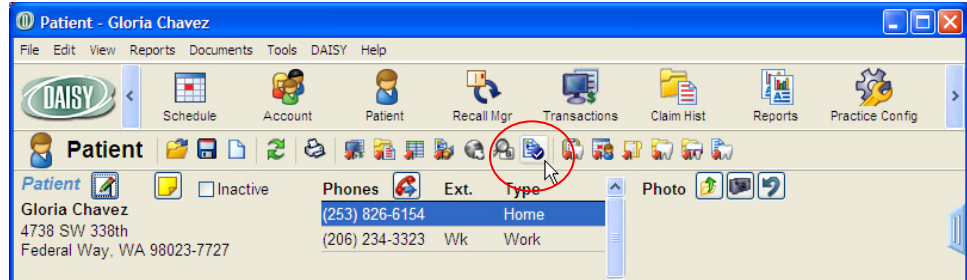 Patient - Gloria Chavez
File Edit View Reports Documents Tools DAISY Help
DAISY
Schedule Account Patient Recall Mgr Transactions Claim Hist Reports Practice Config
Patient
Patient Inactive Phones Ext. Type Photo
Gloria Chavez (253) 826-6154 Home
4738 SW 338th (206) 234-3323 Wk Work
Federal Way, WA 98023-7727